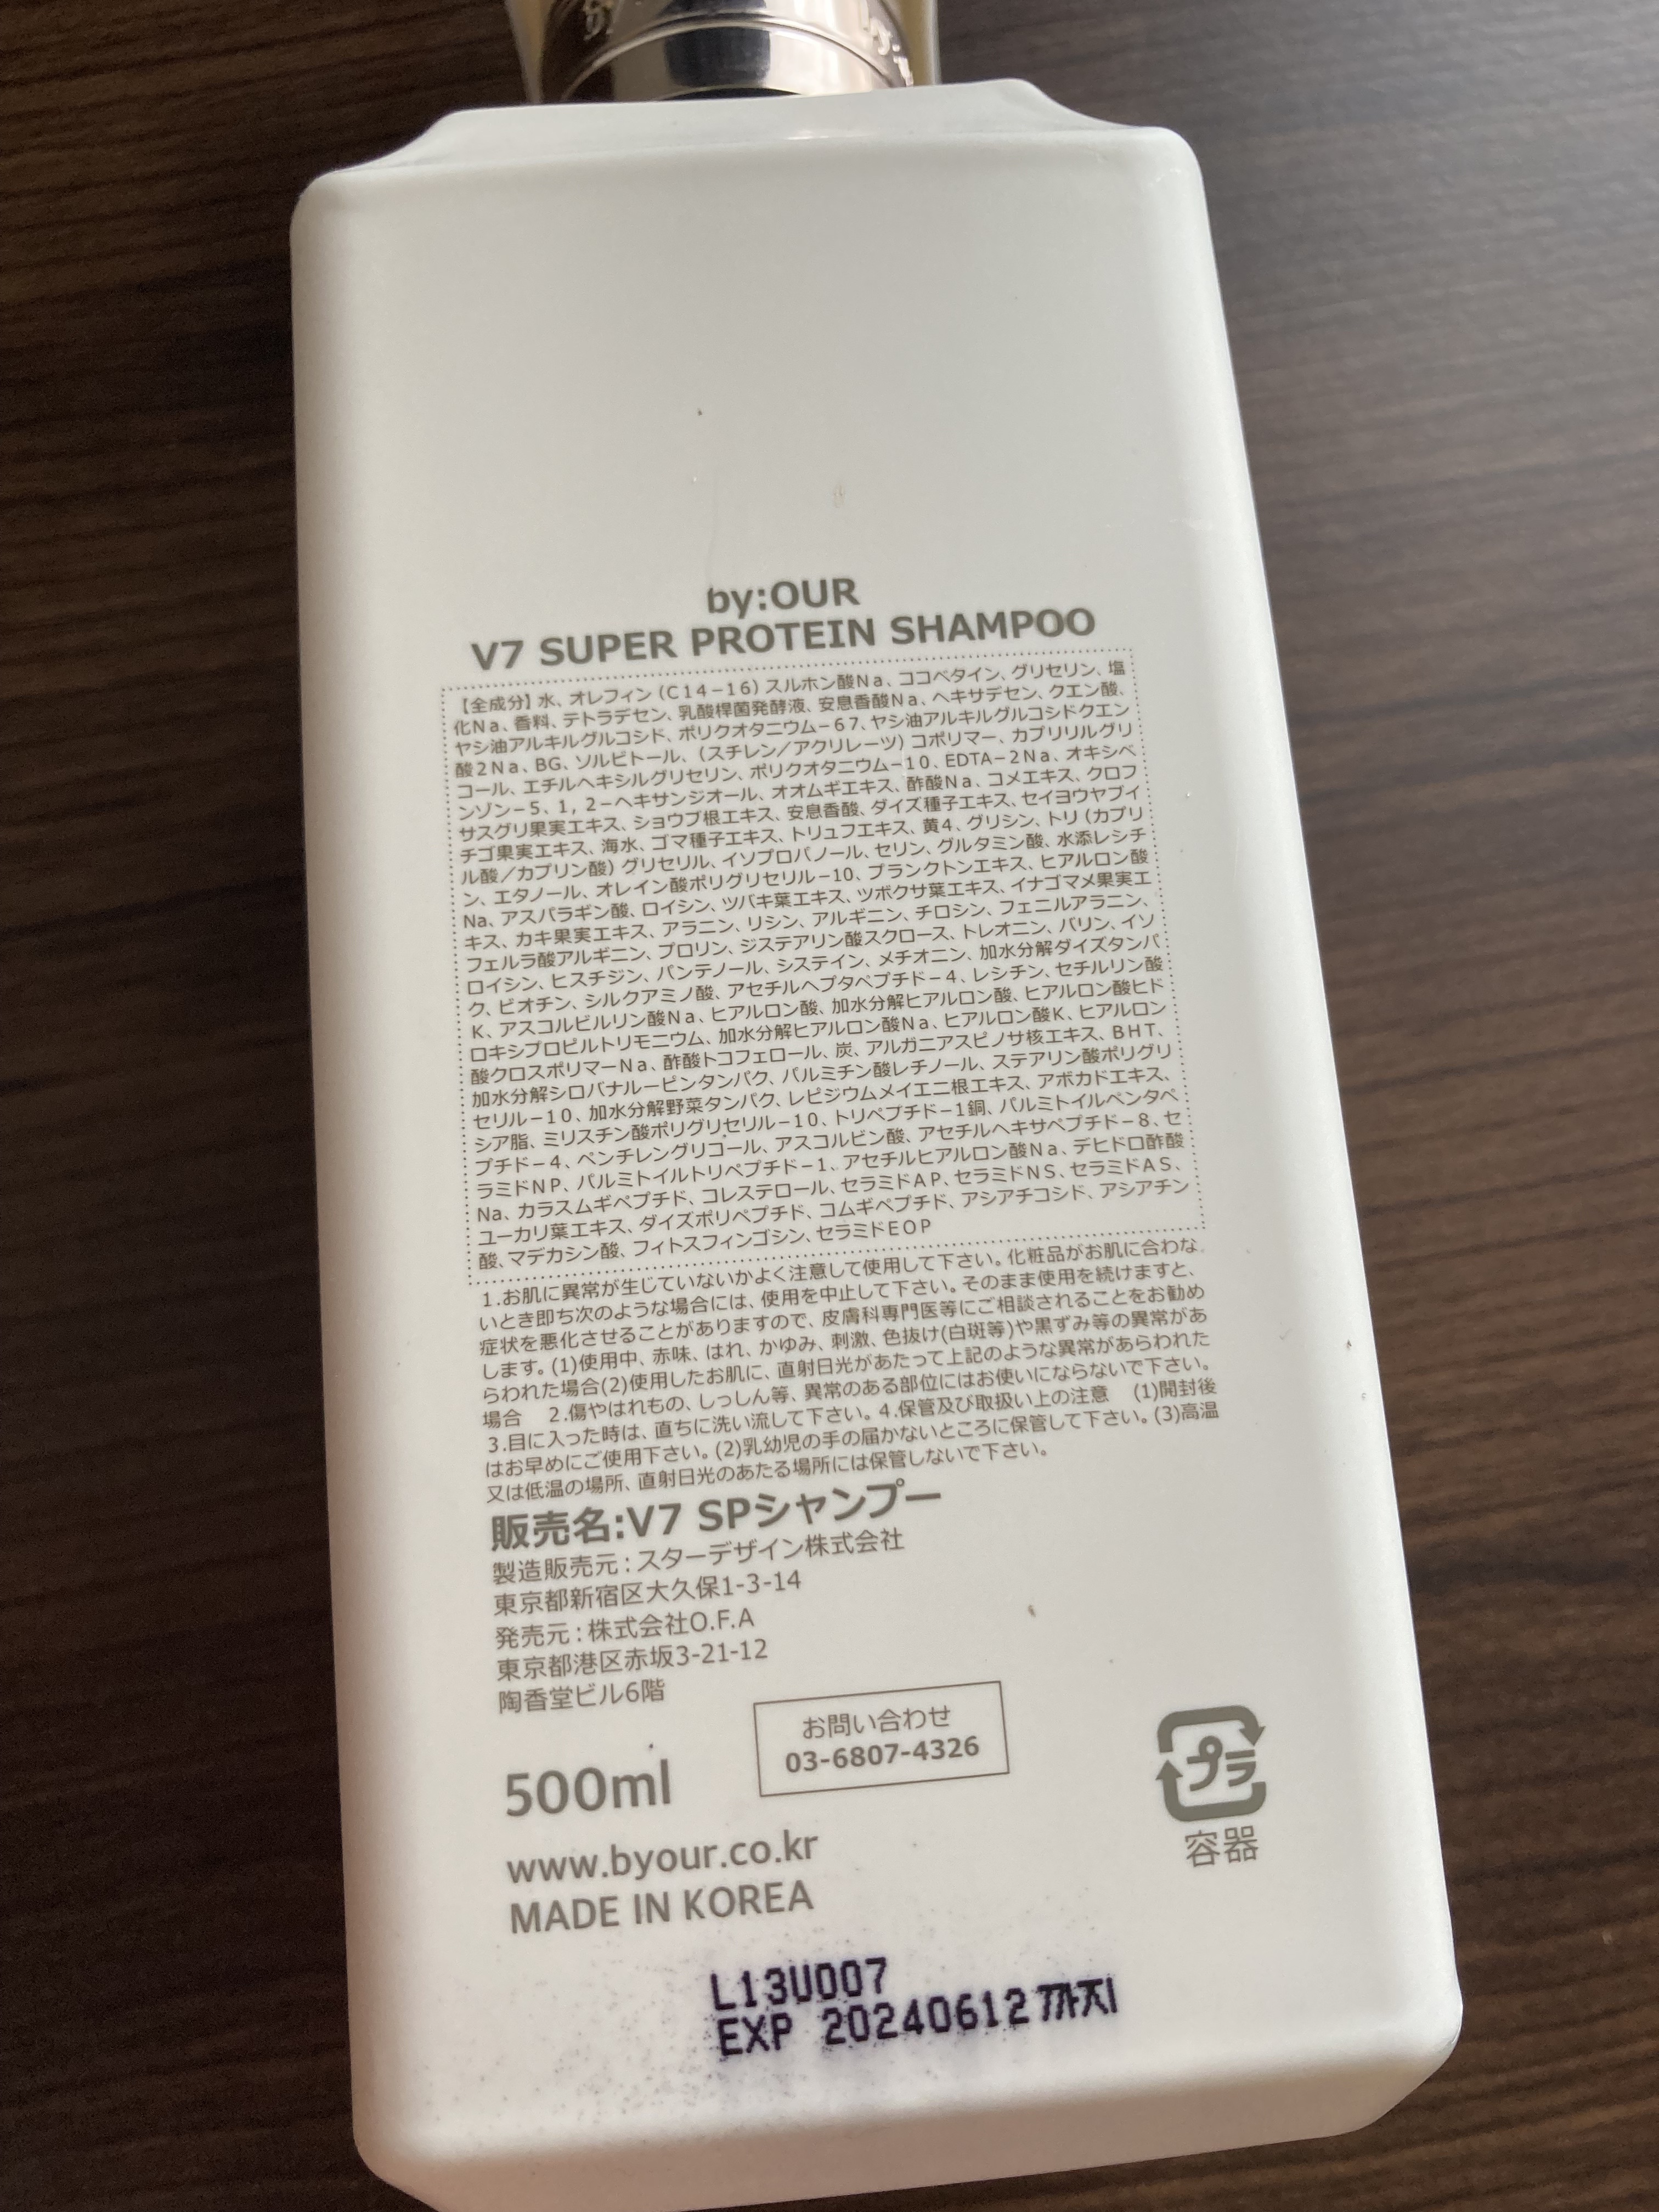 by:OUR
V7 SUPER PROTEIN SHAMPOO
【全成分】水、オレフィン(C14-16)スルホン酸Na、ココベタイン、グリセリン、塩
化Na、香料、テトラデセン、乳酸桿菌発酵液、安息香酸Na、ヘキサデセン、クエン酸、
ヤシ油アルキルグルコシド、ポリクオタニウム-67、ヤシ油アルキルグルコシドクエン
酸2Na、BG、ソルビトール、(スチレン/アクリレーツ)コポリマー、カプリリルグリ
コール、エチルヘキシルグリセリン、ポリクオタニウム-10、EDTA-2Na、オキシベ
ンゾン-5、1,2-ヘキサンジオール、オオムギエキス、酢酸Na、コメエキス、クロフ
サスグリ果実エキス、ショウブ根エキス、安息香酸、ダイズ種子エキス、セイヨウヤブイ
チゴ果実エキス、海水、ゴマ種子エキス、トリュフエキス、黄4、グリシン、トリ(カプリ
ル酸/カプリン酸)グリセリル、イソプロパノール、セリン、グルタミン酸、水添レシチ
ン、エタノール、オレイン酸ポリグリセリル-10、プランクトンエキス、ヒアルロン酸
Na、アスパラギン酸、ロイシン、ツバキ葉エキス、ツボクサ葉エキス、イナゴマメ果実エ
キス、カキ果実エキス、アラニン、リシン、アルギニン、チロシン、フェニルアラニン、
フェルラ酸アルギニン、プロリン、ジステアリン酸スクロース、トレオニン、バリン、イソ
ロイシン、ヒスチジン、パンテノール、システイン、メチオニン、加水分解ダイズタンパ
ク、ビオチン、シルクアミノ酸、アセチルヘプタペプチド-4、レシチン、セチルリン酸
K、アスコルビルリン酸Na、ヒアルロン酸、加水分解ヒアルロン酸、ヒアルロン酸ヒド
ロキシプロピルトリモニウム、加水分解ヒアルロン酸Na、ヒアルロン酸K、ヒアルロン
酸クロスポリマーNa、酢酸トコフェロール、炭、アルガニアスピノサ核エキス、BHT、
加水分解シロバナルーピンタンパク、パルミチン酸レチノール、ステアリン酸ポリグリ
セリル-10、加水分解野菜タンパク、レピジウムメイエニ根エキス、アボカドエキス、
シア脂、ミリスチン酸ポリグリセリル-10、トリペプチド-1銅、パルミトイルペンタペ
プチド-4、ペンチレングリコール、アスコルビン酸、アセチルヘキサペプチド-8、セ
ラミドNP、パルミトイルトリペプチド-1、アセチルヒアルロン酸Na、デヒドロ酢酸
Na、カラスムギペプチド、コレステロール、セラミドAP、セラミドNS、セラミドAS、
ユーカリ葉エキス、ダイズポリペプチド、コムギペプチド、アシアチコシド、アシアチン
酸、マデカシン酸、フィトスフィンゴシン、セラミドEOP
1.お肌に異常が生じていないかよく注意して使用して下さい。化粧品がお肌に合わな
いとき即ち次のような場合には、使用を中止して下さい。そのまま使用を続けますと、
症状を悪化させることがありますので、皮膚科専門医等にご相談されることをお勧め
します。(1)使用中、赤味、はれ、かゆみ、刺激、色抜け(白斑等)や黒ずみ等の異常があ
らわれた場合(2)使用したお肌に、直射日光があたって上記のような異常があらわれた
場合　2.傷やはれもの、しっしん等、異常のある部位にはお使いにならないで下さい。
3.目に入った時は、直ちに洗い流して下さい。4.保管及び取扱い上の注意　(1)開封後
はお早めにご使用下さい。(2)乳幼児の手の届かないところに保管して下さい。(3)高温
又は低温の場所、直射日光のあたる場所には保管しないで下さい。
販売名:V7 SPシャンプー
製造販売元:スターデザイン株式会社
東京都新宿区大久保1-3-14
発売元:株式会社O.F.A
東京都港区赤坂3-21-12
陶香堂ビル6階
お問い合わせ
03-6807-4326
500ml
www.byour.co.kr
MADE IN KOREA
プラ
容器
L13U007
EXP 20240612까지